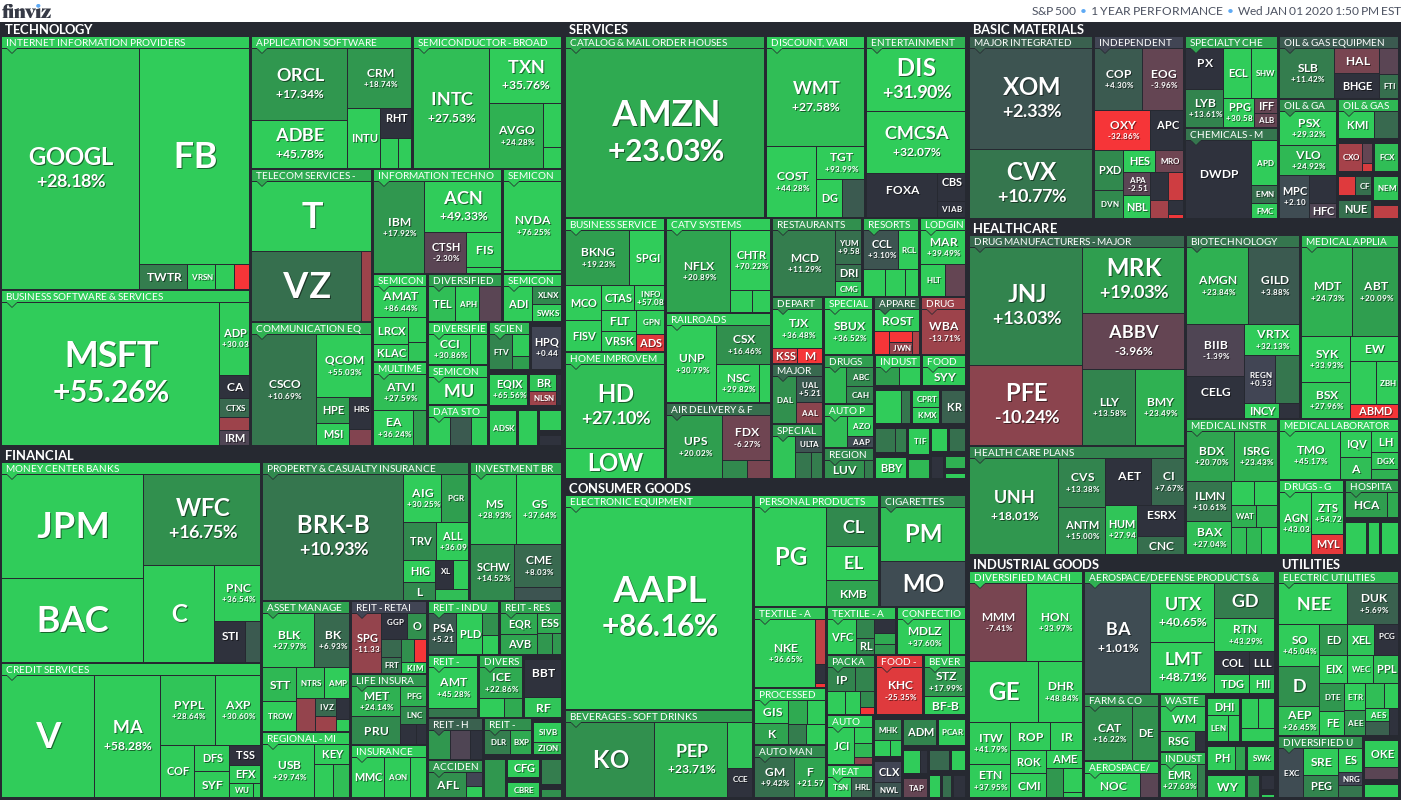 finviz
S&P 500 • 1 YEAR PERFORMANCE • Wed JAN 01 2020 1:50 PM EST
TECHNOLOGY
INTERNET INFORMATION PROVIDERS
GOOGL
+28.18%
FB
TWTR
VRSN
BUSINESS SOFTWARE & SERVICES
MSFT
+55.26%
ADP
+30.03
CA
CTXS
IRM
APPLICATION SOFTWARE
ORCL
+17.34%
CRM
+18.74%
ADBE
+45.78%
INTU
RHT
SEMICONDUCTOR - BROAD
INTC
+27.53%
TXN
+35.76%
AVGO
+24.28%
TELECOM SERVICES -
T
VZ
INFORMATION TECHNO
IBM
+17.92%
ACN
+49.33%
CTSH
-2.30%
FIS
SEMICON
NVDA
+76.25%
COMMUNICATION EQ
CSCO
+10.69%
QCOM
+55.03%
HPE
HRS
MSI
SEMICON
AMAT
+86.44%
LRCX
KLAC
DIVERSIFIED
TEL
APH
SEMICON
ADI
XLNX
SWKS
DIVERSIFIE
CCI
+30.86%
SCIEN
FTV
HPQ
+0.44
MULTIME
ATVI
+27.59%
EA
+36.24%
SEMICON
MU
EQIX
+65.56%
BR
NLSN
DATA STO
ADSK
FINANCIAL
MONEY CENTER BANKS
JPM
WFC
+16.75%
BAC
C
PNC
+36.54%
STI
CREDIT SERVICES
V
MA
+58.28%
PYPL
+28.64%
AXP
+30.60%
COF
DFS
TSS
SYF
EFX
WU
PROPERTY & CASUALTY INSURANCE
BRK-B
+10.93%
AIG
+30.25%
PGR
TRV
ALL
+36.09
HIG
XL
L
INVESTMENT BR
MS
+28.93%
GS
+37.64%
SCHW
+14.52%
CME
+8.03%
ASSET MANAGE
BLK
+27.97%
BK
+6.93%
STT
NTRS
AMP
TROW
IVZ
REIT - RETAI
SPG
-11.33
GGP
O
FRT
KIM
REIT - INDU
PSA
+5.21
PLD
REIT - RES
EQR
ESS
AVB
LIFE INSURA
MET
+24.14%
PFG
LNC
PRU
REIT -
AMT
+45.28%
DIVERS
ICE
+22.86%
BBT
RF
REGIONAL - MI
USB
+29.74%
KEY
INSURANCE
MMC
AON
REIT - H
REIT -
DLR
BXP
SIVB
ZION
ACCIDEN
AFL
CFG
CBRE
SERVICES
CATALOG & MAIL ORDER HOUSES
AMZN
+23.03%
DISCOUNT, VARI
WMT
+27.58%
COST
+44.28%
TGT
+93.99%
DG
ENTERTAINMENT
DIS
+31.90%
CMCSA
+32.07%
FOXA
CBS
VIAB
BUSINESS SERVICE
BKNG
+19.23%
SPGI
MCO
CTAS
INFO
+57.08
FISV
FLT
GPN
VRSK
ADS
CATV SYSTEMS
NFLX
+20.89%
CHTR
+70.22%
RESTAURANTS
MCD
+11.29%
YUM
+9.58
DRI
CMG
RESORTS
CCL
+3.10%
RCL
LODGIN
MAR
+39.49%
HLT
RAILROADS
UNP
+30.79%
CSX
+16.46%
NSC
+29.82%
DEPART
TJX
+36.48%
KSS
M
SPECIAL
SBUX
+36.52%
APPARE
ROST
JWN
DRUG
WBA
-13.71%
HOME IMPROVEM
HD
+27.10%
LOW
MAJOR
DAL
UAL
+5.21
AAL
DRUGS
ABC
CAH
INDUST
FOOD
SYY
AIR DELIVERY & F
UPS
+20.02%
FDX
-6.27%
SPECIAL
ULTA
AUTO P
AZO
AAP
CPRT
KMX
KR
REGION
LUV
TIF
BBY
CONSUMER GOODS
ELECTRONIC EQUIPMENT
AAPL
+86.16%
BEVERAGES - SOFT DRINKS
KO
PEP
+23.71%
CCE
PERSONAL PRODUCTS
PG
CL
EL
KMB
CIGARETTES
PM
MO
TEXTILE - A
NKE
+36.65%
TEXTILE - A
VFC
RL
CONFECTIO
MDLZ
+37.60%
PACKA
IP
FOOD -
KHC
-25.35%
BEVER
STZ
+17.99%
BF-B
PROCESSED
GIS
K
AUTO
JCI
MHK
ADM
PCAR
AUTO MAN
GM
+9.42%
F
+21.57
MEAT
TSN
HRL
CLX
NWL
TAP
BASIC MATERIALS
MAJOR INTEGRATED
XOM
+2.33%
CVX
+10.77%
INDEPENDENT
COP
+4.30%
EOG
-3.96%
OXY
-32.86%
APC
PXD
HES
MRO
APA
-2.51
DVN
NBL
SPECIALTY CHE
PX
ECL
SHW
LYB
+13.61%
PPG
+30.58
IFF
ALB
OIL & GAS EQUIPMEN
SLB
+11.42%
HAL
BHGE
FTI
CHEMICALS - M
DWDP
APD
EMN
FMC
OIL & GA
PSX
+29.32%
VLO
+24.92%
MPC
+2.10
HFC
OIL & GAS
KMI
CXO
FCX
CF
NEM
NUE
HEALTHCARE
DRUG MANUFACTURERS - MAJOR
JNJ
+13.03%
MRK
+19.03%
ABBV
-3.96%
PFE
-10.24%
LLY
+13.58%
BMY
+23.49%
BIOTECHNOLOGY
AMGN
+23.84%
GILD
+3.88%
BIIB
-1.39%
VRTX
+32.13%
CELG
REGN
+0.53
INCY
MEDICAL APPLIA
MDT
+24.73%
ABT
+20.09%
SYK
+33.93%
EW
BSX
+27.96%
ZBH
ABMD
HEALTH CARE PLANS
UNH
+18.01%
CVS
+13.38%
AET
CI
+7.67%
ANTM
+15.00%
HUM
+27.94
ESRX
CNC
MEDICAL INSTR
BDX
+20.70%
ISRG
+23.43%
ILMN
+10.61%
WAT
BAX
+27.04%
MEDICAL LABORATOR
TMO
+45.17%
IQV
LH
A
DGX
DRUGS - G
AGN
+43.03
ZTS
+54.72
MYL
HOSPITA
HCA
INDUSTRIAL GOODS
DIVERSIFIED MACHI
MMM
-7.41%
HON
+33.97%
GE
DHR
+48.84%
ITW
+41.79%
ROP
IR
ETN
+37.95%
ROK
AME
CMI
AEROSPACE/DEFENSE PRODUCTS &
BA
+1.01%
UTX
+40.65%
GD
RTN
+43.29%
LMT
+48.71%
COL
LLL
TDG
HII
FARM & CO
CAT
+16.22%
DE
WASTE
WM
RSG
DHI
LEN
AEROSPACE/
NOC
INDUST
EMR
+27.63%
PH
SWK
WY
UTILITIES
ELECTRIC UTILITIES
NEE
DUK
+5.69%
SO
+45.04%
ED
XEL
PCG
EIX
WEC
PPL
D
DTE
ETR
AEP
+26.45%
FE
AEE
AES
DIVERSIFIED U
EXC
SRE
ES
OKE
NRG
PEG